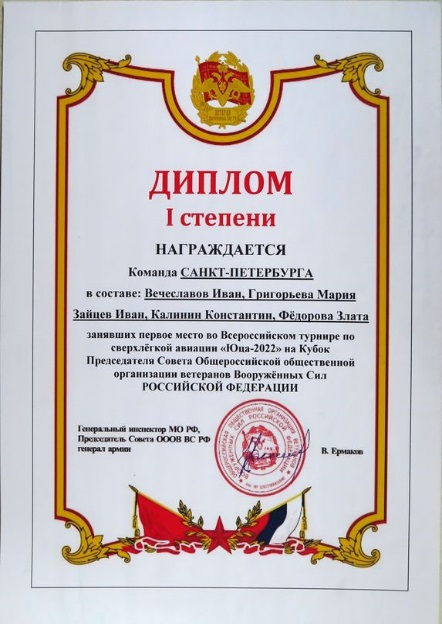 ДИПЛОМ
I степени
НАГРАЖДАЕТСЯ
Команда САНКТ-ПЕТЕРБУРГА
в составе: Вечеславов Иван, Григорьева Мария
Зайцев Иван, Калинин Константин, Фёдорова Злата
занявших первое место во Всероссийском турнире по
сверхлёгкой авиации «Юца-2022» на Кубок
Председателя Совета Общероссийской общественной
организации ветеранов Вооружённых Сил
РОССИЙСКОЙ ФЕДЕРАЦИИ
Генеральный инспектор МО РФ,
Председатель Совета ОООВ ВС РФ
генерал армии
В. Ермаков